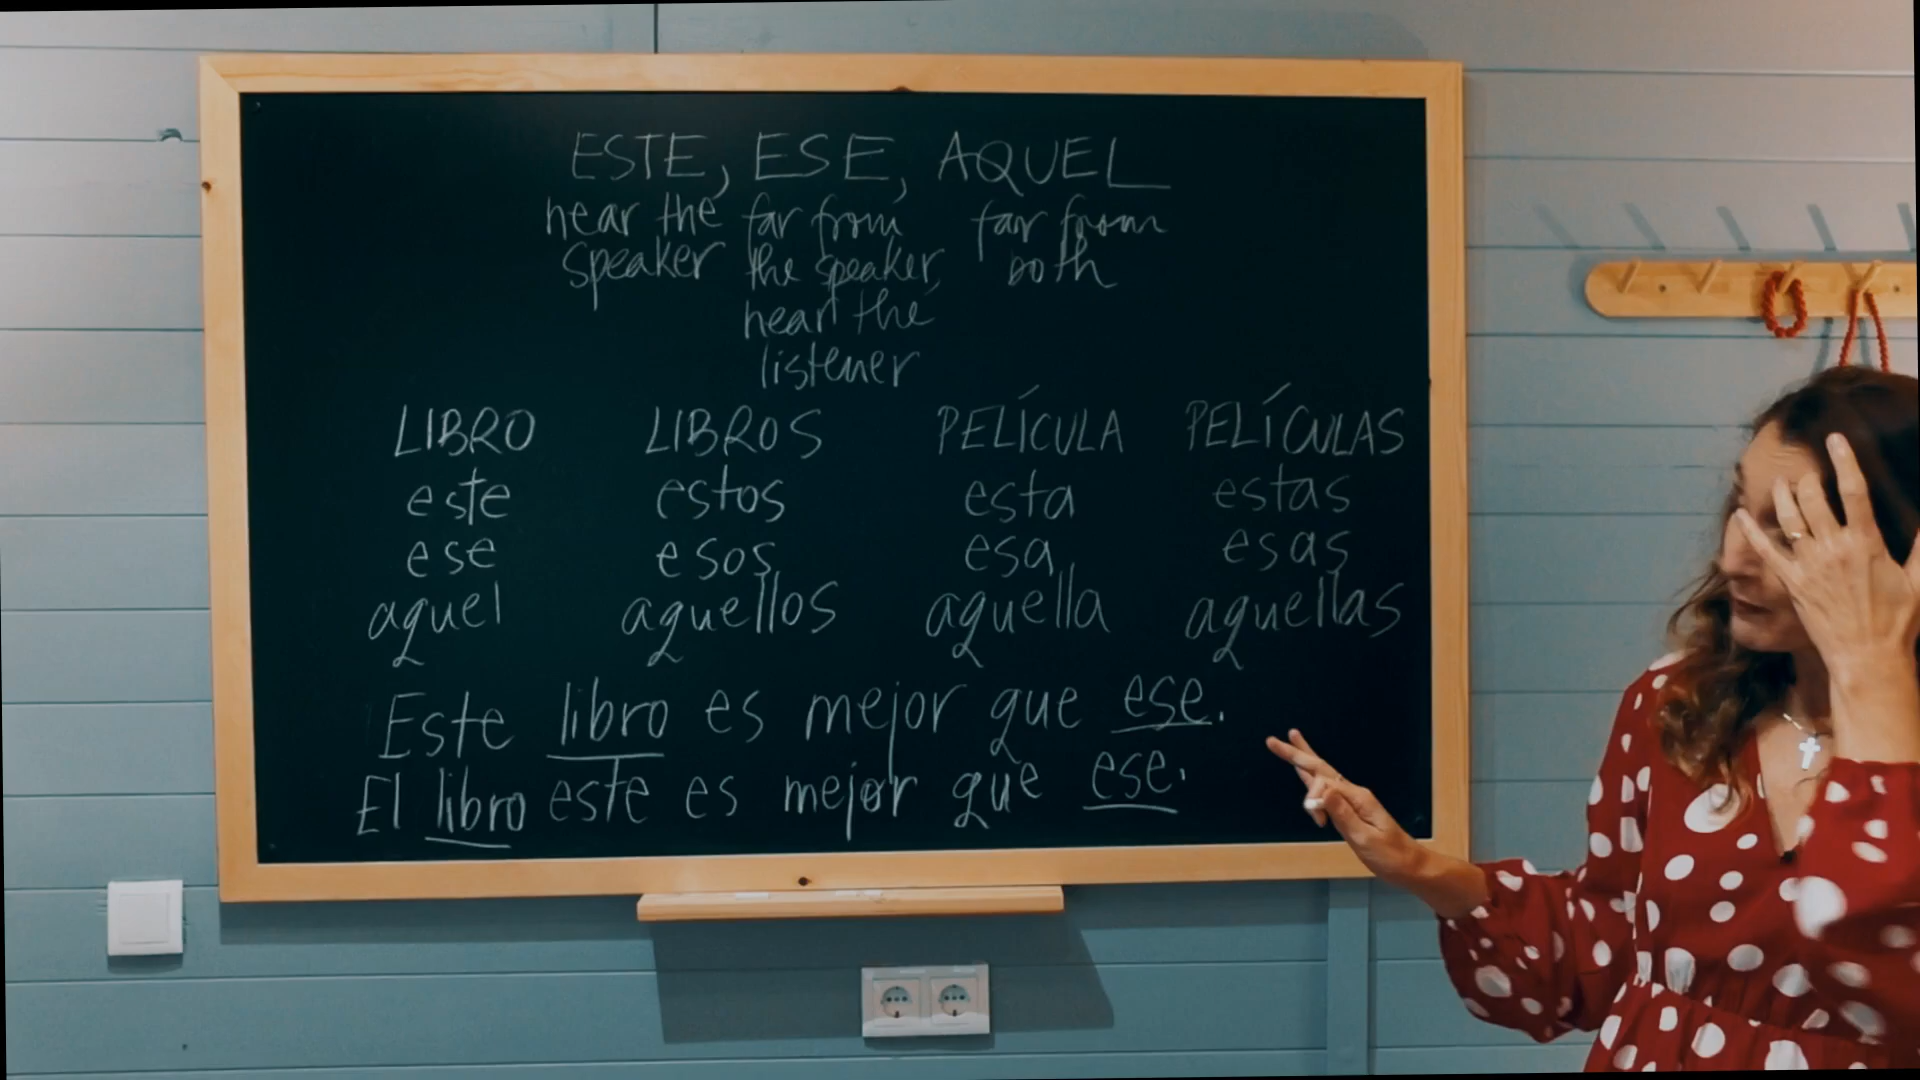 ESTE, ESE, AQUEL
near the speaker
far from the speaker, near the listener
far from both
LIBRO LIBROS PELÍCULA PELÍCULAS
este estos esta estas
ese esos esa esas
aquel aquellos aquella aquellas
Este libro es mejor que ese.
El libro este es mejor que ese.